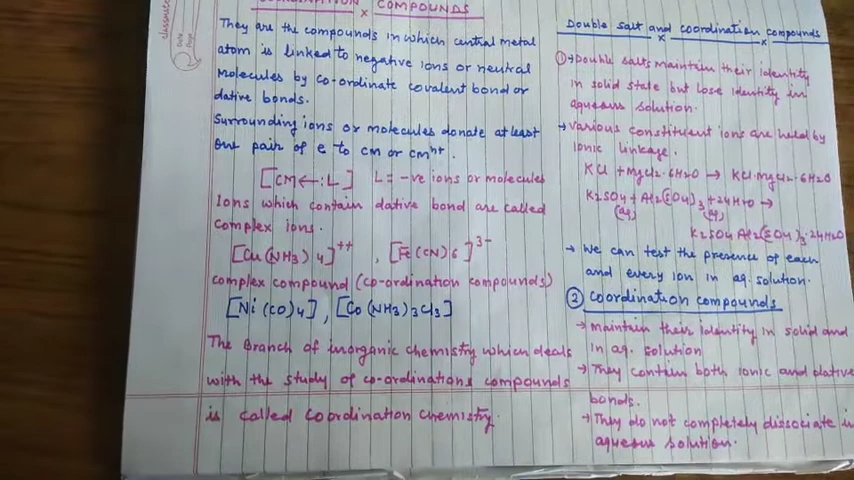 COORDINATION COMPOUNDS
They are the compounds in which central metal
atom is linked to negative ions or neutral
molecules by co-ordinate covalent bond or
dative bonds.
Surrounding ions or molecules donate at least
one pair of e to CM or CMⁿ⁺.
[CM←:L] L = -ve ions or molecules
Ions which contain dative bond are called
complex ions.
[Cu(NH3)4]⁺⁺, [Fe(CN)6]³⁻
complex compound (co-ordination compounds)
[Ni(CO)4], [Co(NH3)3Cl3]
The Branch of inorganic chemistry which deals
with the study of co-ordinations compounds
is called Coordination chemistry.
Double salt and coordination compounds
① Double salts maintain their identity
in solid state but lose identity in
aqueous solution.
→ Various constituent ions are held by
ionic linkage.
KCl + MgCl2·6H2O → KCl·MgCl2·6H2O
K2SO4 + Al2(SO4)3 + 24H2O →
(aq) (aq)
K2SO4 Al2(SO4)3·24H2O
→ We can test the presence of each
and every ion in aq. solution.
② Coordination compounds
→ maintain their identity in solid and
in aq. solution
→ They contain both ionic and dative
bonds.
→ They do not completely dissociate in
aqueous solution.
classmate
Date
Page